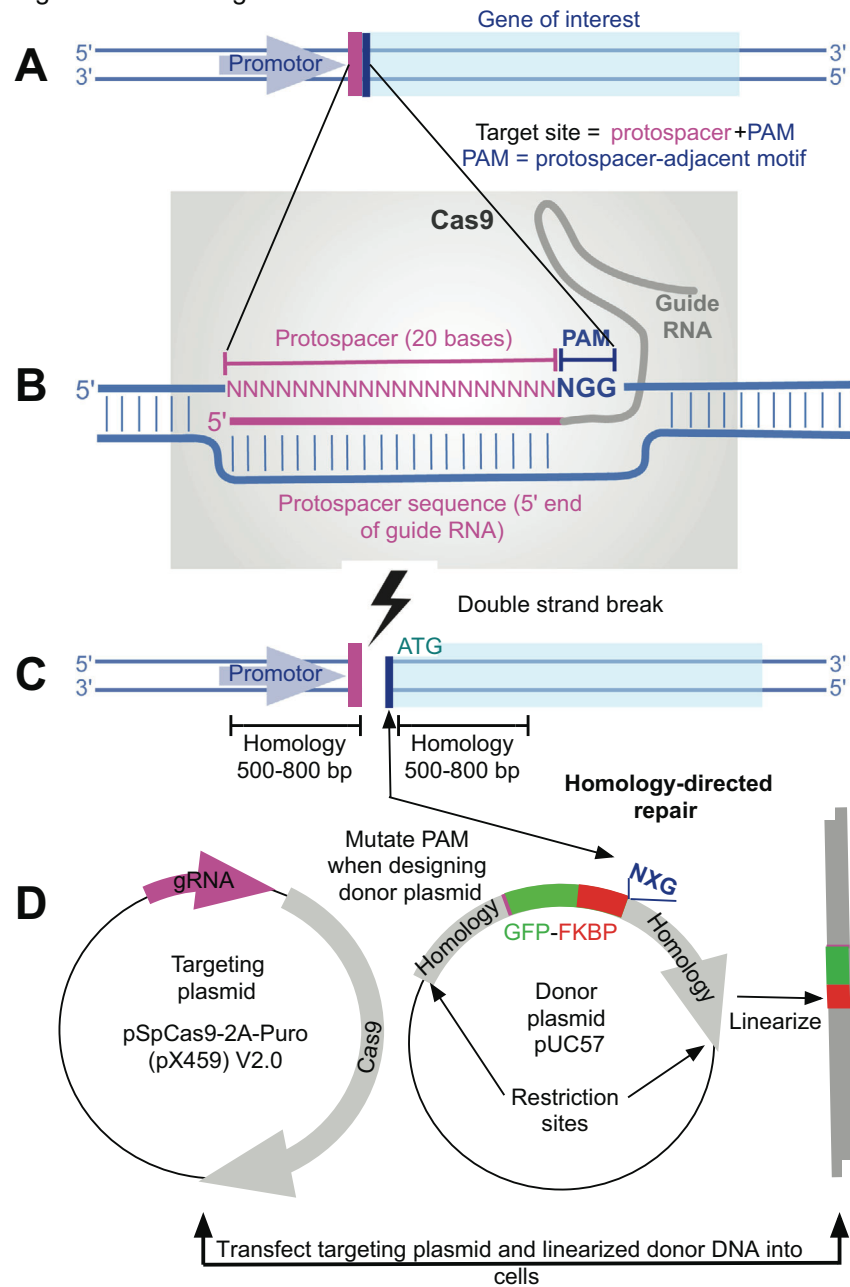 A
Gene of interest
5'
3'
Promotor
3'
5'
Target site = protospacer+PAM
PAM = protospacer-adjacent motif
Cas9
Guide
RNA
Protospacer (20 bases)
PAM
B
5'
NNNNNNNNNNNNNNNNNNNNNGG
5'
Protospacer sequence (5' end
of guide RNA)
Double strand break
C
ATG
5'
3'
Promotor
3'
5'
Homology
500-800 bp
Homology
500-800 bp
Homology-directed
repair
Mutate PAM
when designing
donor plasmid
D
gRNA
Cas9
Targeting
plasmid
pSpCas9-2A-Puro
(pX459) V2.0
NXG
Homology
GFP-FKBP
Homology
Donor
plasmid
pUC57
Restriction
sites
Linearize
Transfect targeting plasmid and linearized donor DNA into
cells